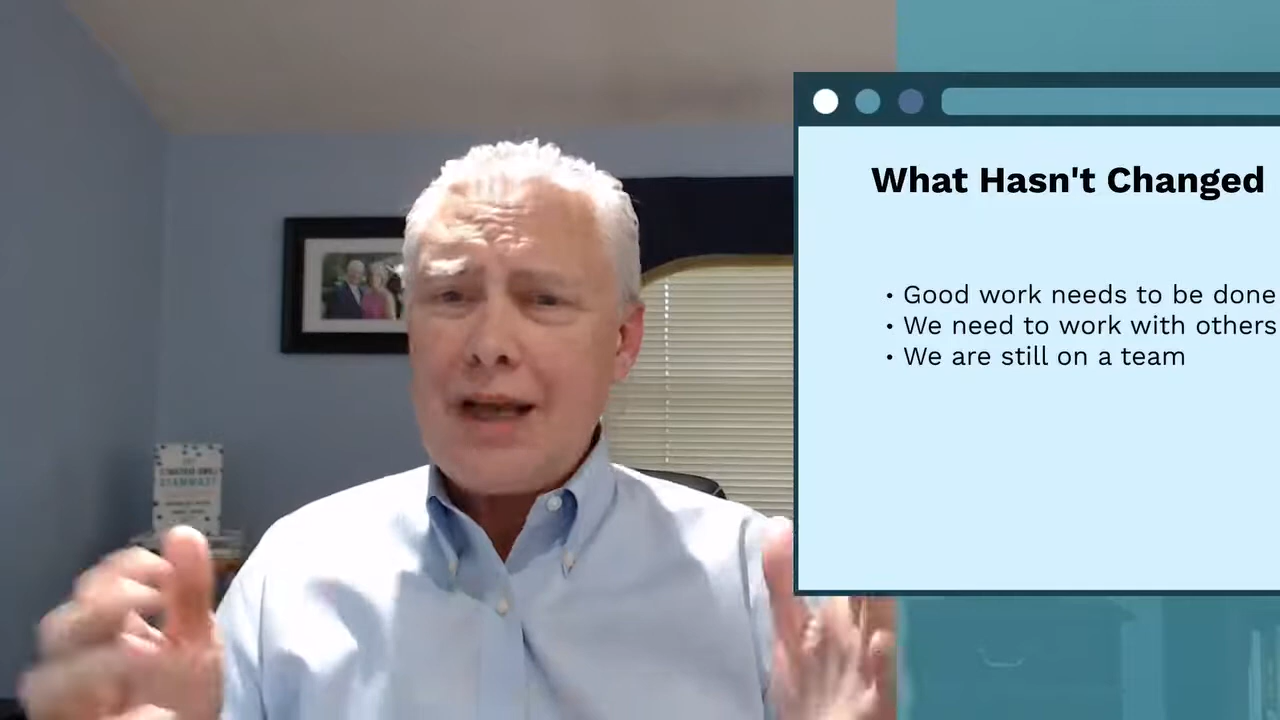 What Hasn't Changed
• Good work needs to be done
• We need to work with others
• We are still on a team